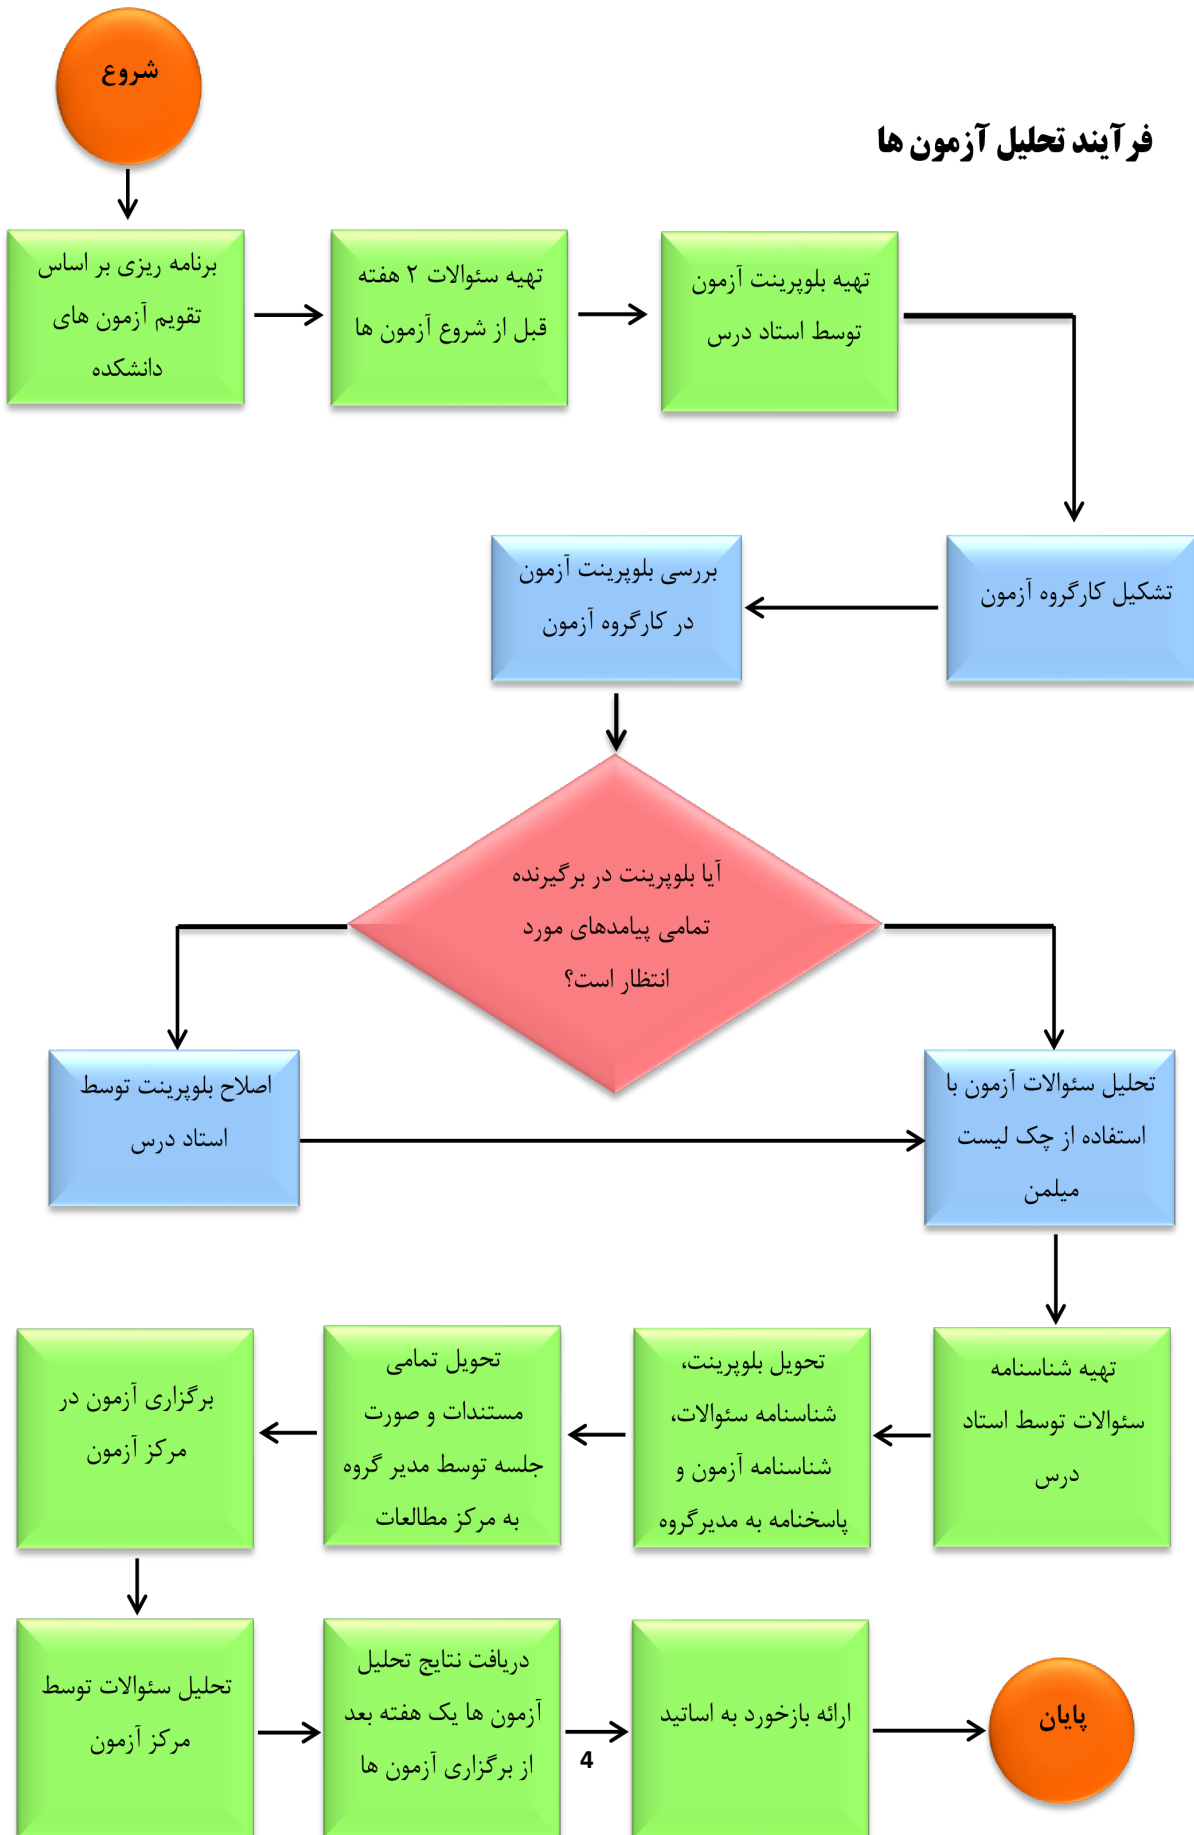 شروع
فرآیند تحلیل آزمون ها
برنامه ریزی بر اساس
تقویم آزمون های
دانشکده
تهیه سئوالات ۲ هفته
قبل از شروع آزمون ها
تهیه بلوپرینت آزمون
توسط استاد درس
تشکیل کارگروه آزمون
بررسی بلوپرینت آزمون
در کارگروه آزمون
آیا بلوپرینت در برگیرنده
تمامی پیامدهای مورد
انتظار است؟
اصلاح بلوپرینت توسط
استاد درس
تحلیل سئوالات آزمون با
استفاده از چک لیست
میلمن
تهیه شناسنامه
سئوالات توسط استاد
درس
تحویل بلوپرینت،
شناسنامه سئوالات،
شناسنامه آزمون و
پاسخنامه به مدیرگروه
تحویل تمامی
مستندات و صورت
جلسه توسط مدیر گروه
به مرکز مطالعات
برگزاری آزمون در
مرکز آزمون
تحلیل سئوالات توسط
مرکز آزمون
دریافت نتایج تحلیل
آزمون ها یک هفته بعد
از برگزاری آزمون ها
4
ارائه بازخورد به اساتید
پایان